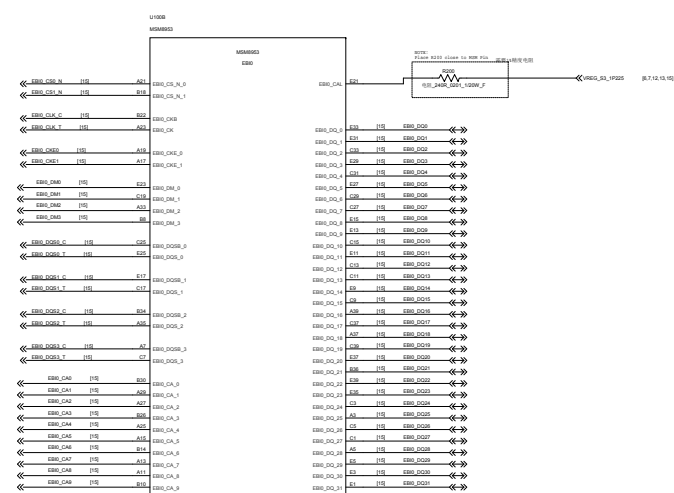 U100B
MSM8953
MSM8953
EBI0
NOTE:
Place R200 close to MSM Pin
R200
电阻_240R_0201_1/20W_F
VREG_S3_1P225 [6,7,12,13,15]
EBI0_CS0_N [15] A21 EBI0_CS_N_0
EBI0_CS1_N [15] B18 EBI0_CS_N_1
EBI0_CLK_C [15] B22 EBI0_CKB
EBI0_CLK_T [15] A23 EBI0_CK
EBI0_CKE0 [15] A19 EBI0_CKE_0
EBI0_CKE1 [15] A17 EBI0_CKE_1
EBI0_DM0 [15] E23 EBI0_DM_0
EBI0_DM1 [15] C19 EBI0_DM_1
EBI0_DM2 [15] A33 EBI0_DM_2
EBI0_DM3 [15] B8 EBI0_DM_3
EBI0_DQS0_C [15] C25 EBI0_DQSB_0
EBI0_DQS0_T [15] E25 EBI0_DQS_0
EBI0_DQS1_C [15] E17 EBI0_DQSB_1
EBI0_DQS1_T [15] C17 EBI0_DQS_1
EBI0_DQS2_C [15] B34 EBI0_DQSB_2
EBI0_DQS2_T [15] A35 EBI0_DQS_2
EBI0_DQS3_C [15] A7 EBI0_DQSB_3
EBI0_DQS3_T [15] C7 EBI0_DQS_3
EBI0_CA0 [15] B30 EBI0_CA_0
EBI0_CA1 [15] A29 EBI0_CA_1
EBI0_CA2 [15] A27 EBI0_CA_2
EBI0_CA3 [15] B26 EBI0_CA_3
EBI0_CA4 [15] A25 EBI0_CA_4
EBI0_CA5 [15] A15 EBI0_CA_5
EBI0_CA6 [15] B14 EBI0_CA_6
EBI0_CA7 [15] A13 EBI0_CA_7
EBI0_CA8 [15] A11 EBI0_CA_8
EBI0_CA9 [15] B10 EBI0_CA_9
EBI0_CAL E21
EBI0_DQ_0 E33 [15] EBI0_DQ0
EBI0_DQ_1 E31 [15] EBI0_DQ1
EBI0_DQ_2 C33 [15] EBI0_DQ2
EBI0_DQ_3 E29 [15] EBI0_DQ3
EBI0_DQ_4 C31 [15] EBI0_DQ4
EBI0_DQ_5 E27 [15] EBI0_DQ5
EBI0_DQ_6 C29 [15] EBI0_DQ6
EBI0_DQ_7 C27 [15] EBI0_DQ7
EBI0_DQ_8 E15 [15] EBI0_DQ8
EBI0_DQ_9 E13 [15] EBI0_DQ9
EBI0_DQ_10 C15 [15] EBI0_DQ10
EBI0_DQ_11 E11 [15] EBI0_DQ11
EBI0_DQ_12 C13 [15] EBI0_DQ12
EBI0_DQ_13 C11 [15] EBI0_DQ13
EBI0_DQ_14 E9 [15] EBI0_DQ14
EBI0_DQ_15 C9 [15] EBI0_DQ15
EBI0_DQ_16 A39 [15] EBI0_DQ16
EBI0_DQ_17 C37 [15] EBI0_DQ17
EBI0_DQ_18 A37 [15] EBI0_DQ18
EBI0_DQ_19 C39 [15] EBI0_DQ19
EBI0_DQ_20 E37 [15] EBI0_DQ20
EBI0_DQ_21 B36 [15] EBI0_DQ21
EBI0_DQ_22 E39 [15] EBI0_DQ22
EBI0_DQ_23 E35 [15] EBI0_DQ23
EBI0_DQ_24 C3 [15] EBI0_DQ24
EBI0_DQ_25 A3 [15] EBI0_DQ25
EBI0_DQ_26 C5 [15] EBI0_DQ26
EBI0_DQ_27 C1 [15] EBI0_DQ27
EBI0_DQ_28 A5 [15] EBI0_DQ28
EBI0_DQ_29 E5 [15] EBI0_DQ29
EBI0_DQ_30 E3 [15] EBI0_DQ30
EBI0_DQ_31 E1 [15] EBI0_DQ31